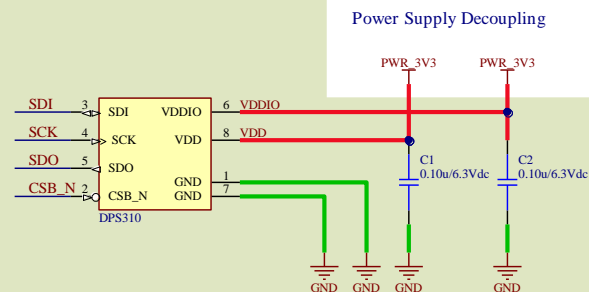 Power Supply Decoupling
PWR_3V3 PWR_3V3
SDI 3 SDI VDDIO 6 VDDIO
SCK 4 SCK VDD 8 VDD
SDO 5 SDO
GND 1
CSB_N 2 CSB_N GND 7
DPS310
C1 C2
0.10u/6.3Vdc 0.10u/6.3Vdc
GND GND GND GND